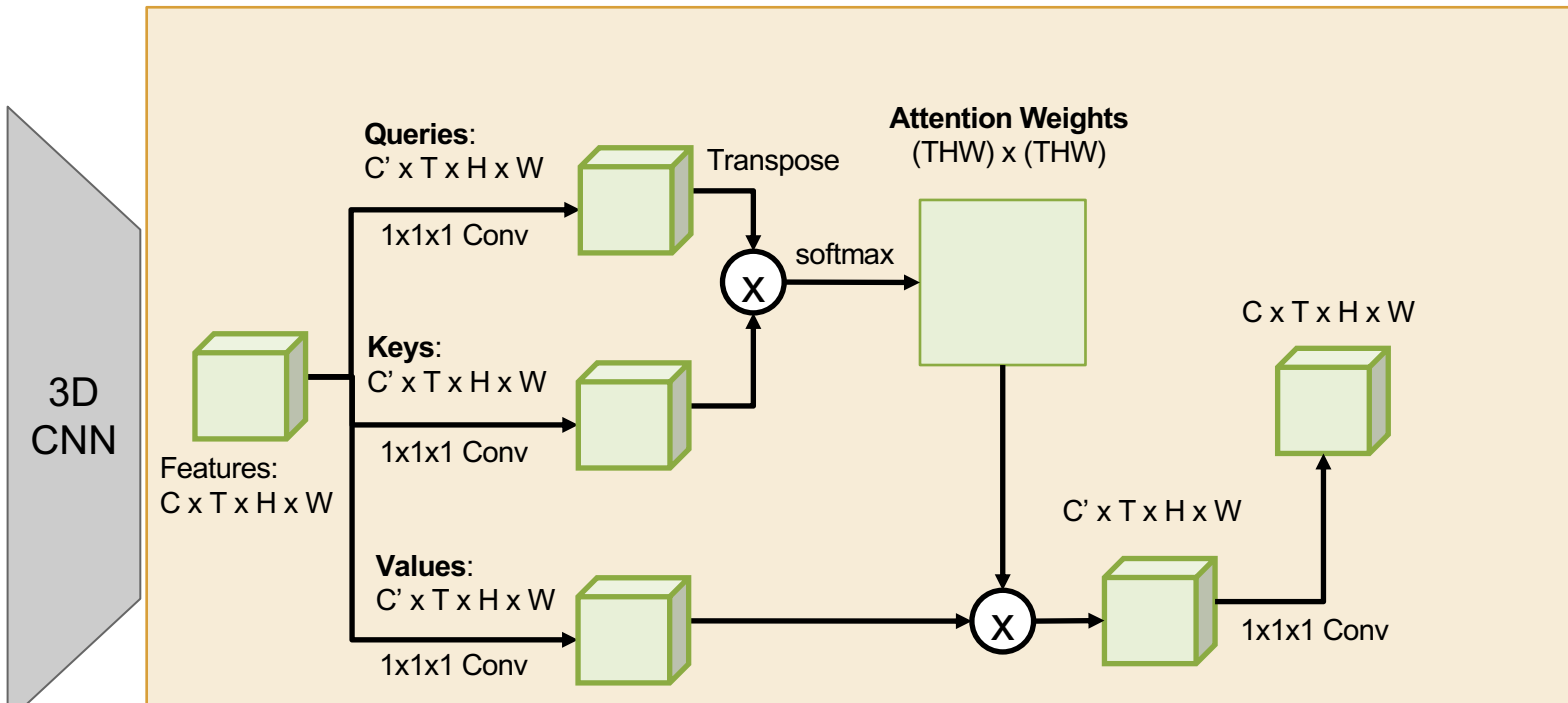 3D
CNN
Features:
C x T x H x W
Queries:
C’ x T x H x W
1x1x1 Conv
Keys:
C’ x T x H x W
1x1x1 Conv
Values:
C’ x T x H x W
1x1x1 Conv
Transpose
x
softmax
Attention Weights
(THW) x (THW)
x
C’ x T x H x W
1x1x1 Conv
C x T x H x W